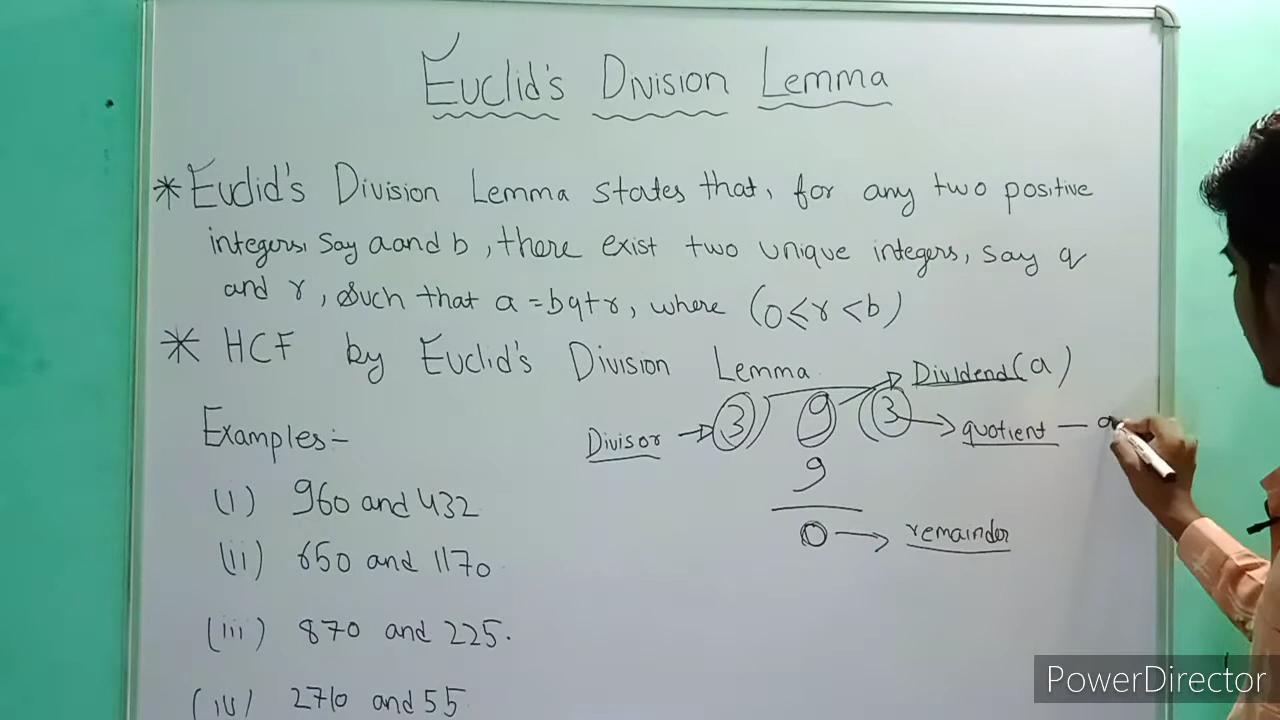 Euclid's Division Lemma
* Euclid's Division Lemma states that, for any two positive
integers, say a and b, there exist two unique integers, say q
and r, such that a = bq+r, where (0≤r<b)
* HCF by Euclid's Division Lemma
Examples:-
Dividend(a)
Divisor → 3) 9 (3 → quotient —
9
0 → remainder
(i) 960 and 432
(ii) 650 and 1170
(iii) 870 and 225.
(iv) 270 and 55
PowerDirector